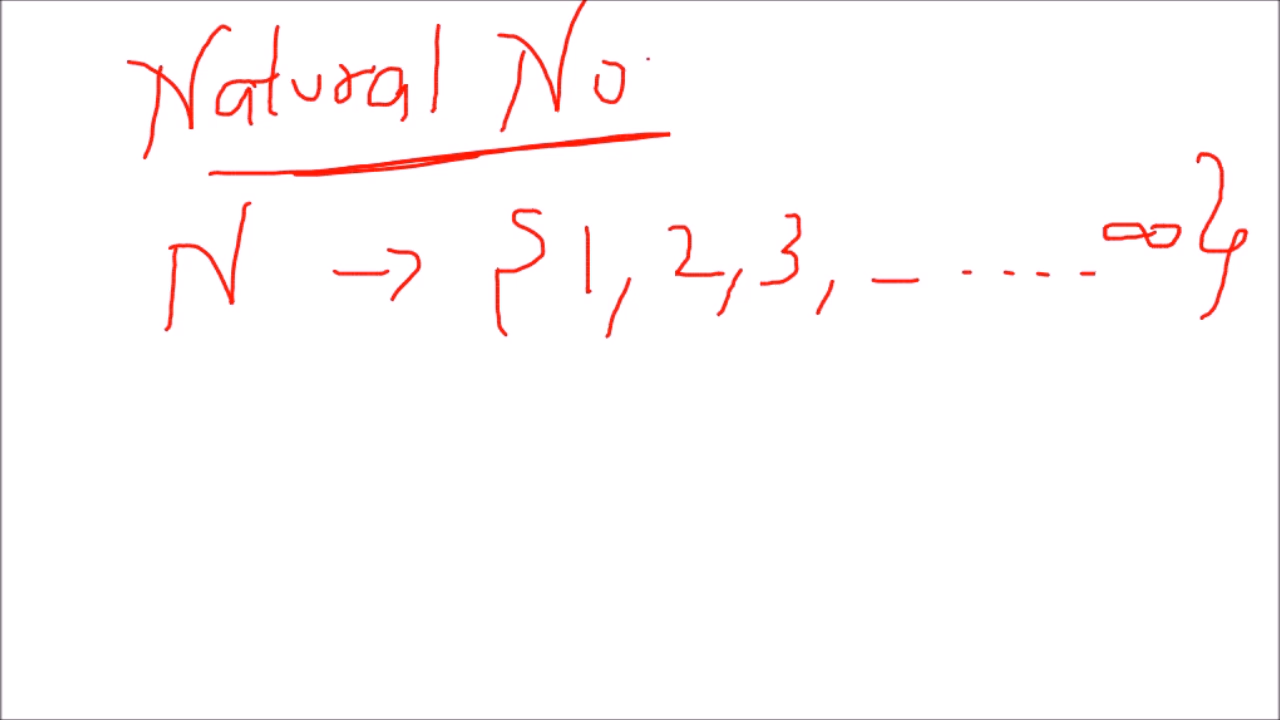 Natural No.
N → {1, 2, 3, _ ..... ∞}